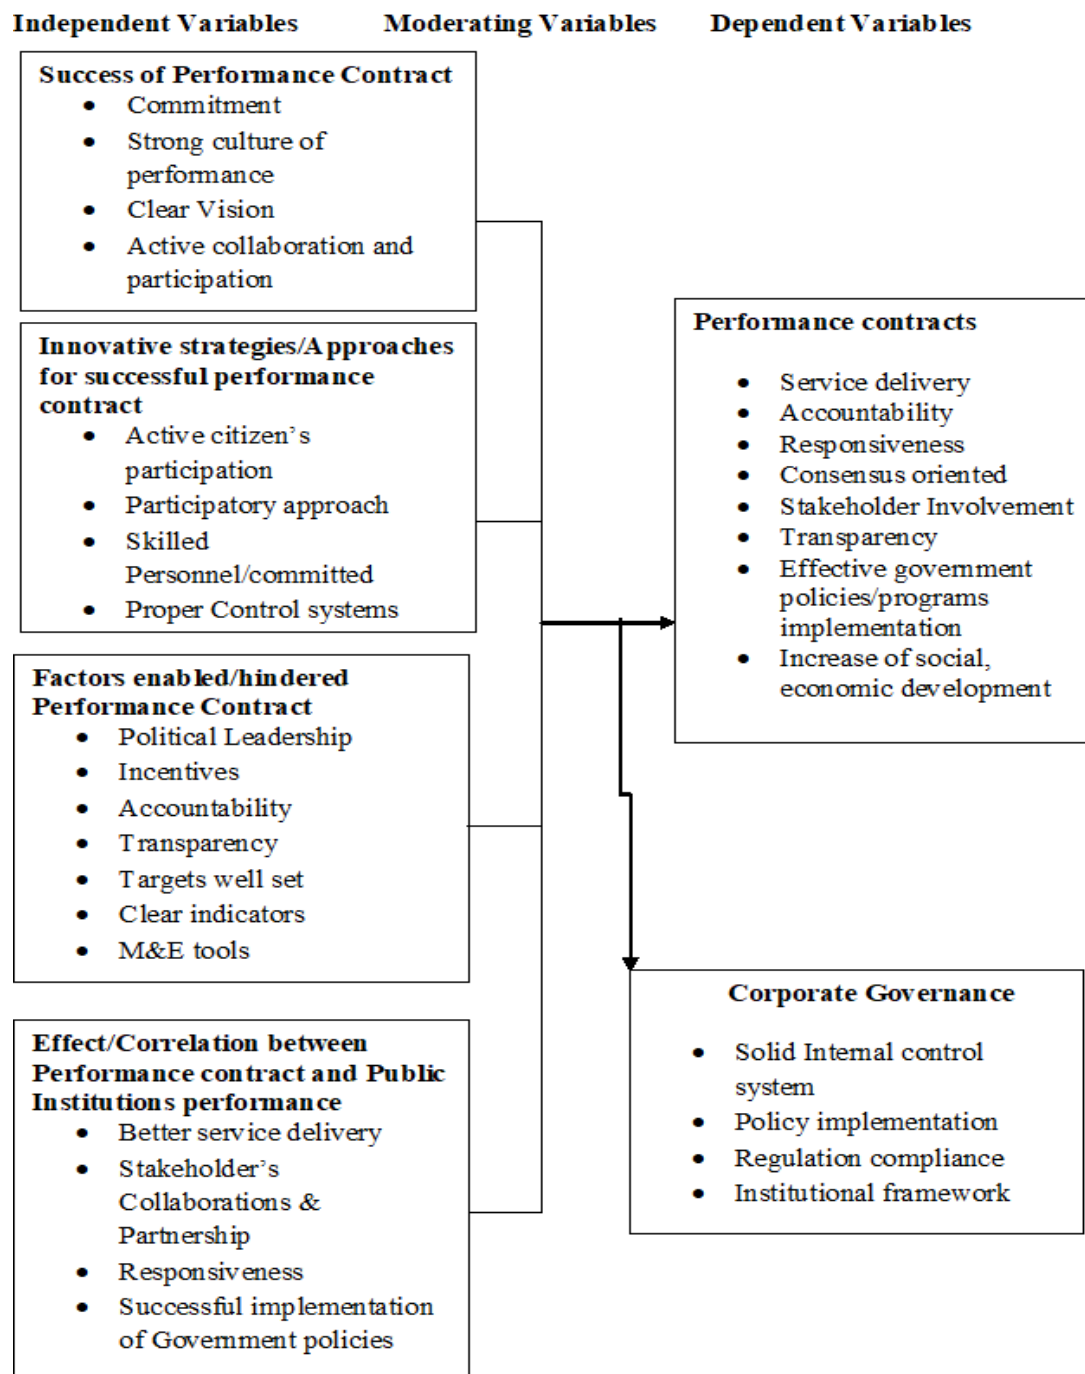 Independent Variables Moderating Variables Dependent Variables
Success of Performance Contract
• Commitment
• Strong culture of
performance
• Clear Vision
• Active collaboration and
participation
Innovative strategies/Approaches
for successful performance
contract
• Active citizen's
participation
• Participatory approach
• Skilled
Personnel/committed
• Proper Control systems
Factors enabled/hindered
Performance Contract
• Political Leadership
• Incentives
• Accountability
• Transparency
• Targets well set
• Clear indicators
• M&E tools
Effect/Correlation between
Performance contract and Public
Institutions performance
• Better service delivery
• Stakeholder's
Collaborations &
Partnership
• Responsiveness
• Successful implementation
of Government policies
Performance contracts
• Service delivery
• Accountability
• Responsiveness
• Consensus oriented
• Stakeholder Involvement
• Transparency
• Effective government
policies/programs
implementation
• Increase of social,
economic development
Corporate Governance
• Solid Internal control
system
• Policy implementation
• Regulation compliance
• Institutional framework